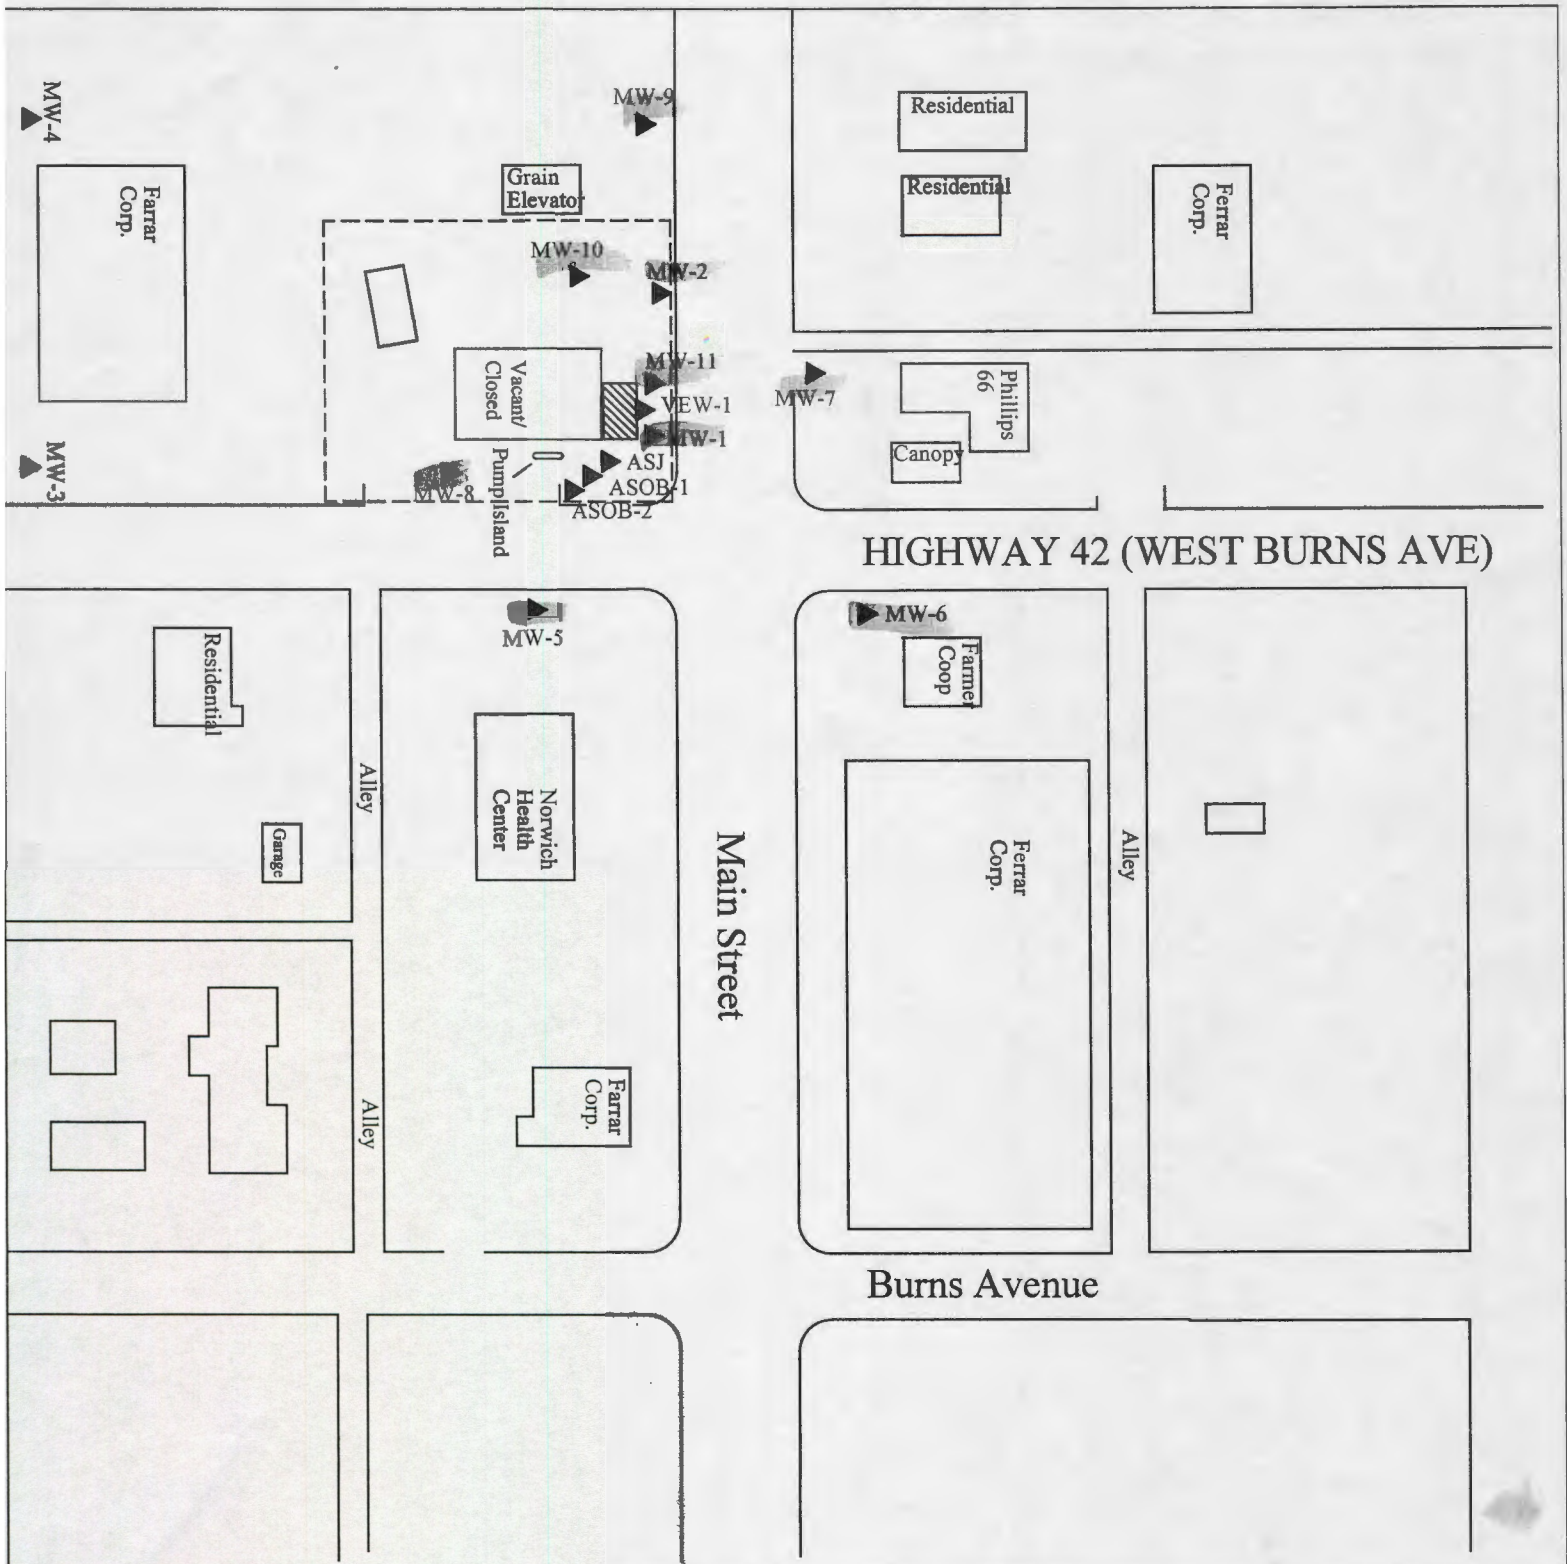 MW-4
MW-9
Residential
Residential
Ferrar
Corp.
Farrar
Corp.
Grain
Elevator
MW-10
MW-2
MW-11
VEW-1
MW-1
MW-7
Phillips
66
Canopy
Vacant/
Closed
ASJ
ASOB-1
ASOB-2
Pump Island
MW-8
MW-3
HIGHWAY 42 (WEST BURNS AVE)
MW-5
MW-6
Farmer
Coop
Residential
Alley
Norwich
Health
Center
Garage
Main Street
Ferrar
Corp.
Alley
Alley
Farrar
Corp.
Burns Avenue